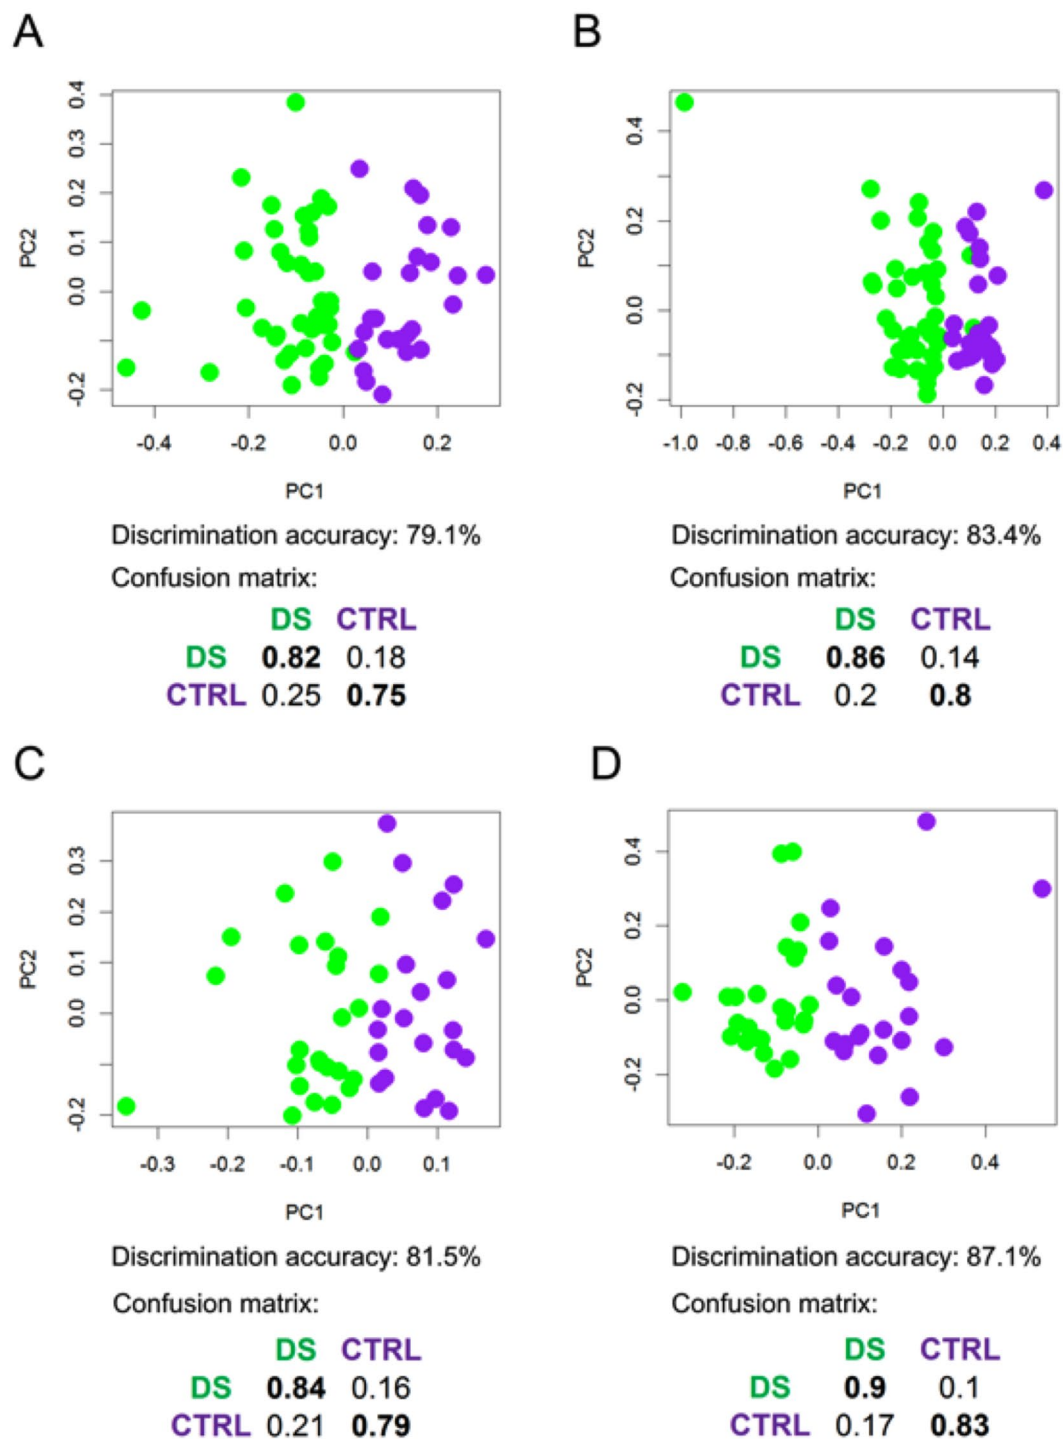 A
PC2
0.4
0.3
0.2
0.1
0.0
-0.2
-0.4 -0.2 0.0 0.2
PC1
Discrimination accuracy: 79.1%
Confusion matrix:
DS CTRL
DS 0.82 0.18
CTRL 0.25 0.75
B
PC2
0.4
0.2
0.0
-0.2
-1.0 -0.8 -0.6 -0.4 -0.2 0.0 0.2 0.4
PC1
Discrimination accuracy: 83.4%
Confusion matrix:
DS CTRL
DS 0.86 0.14
CTRL 0.2 0.8
C
PC2
0.3
0.2
0.1
0.0
-0.2
-0.3 -0.2 -0.1 0.0 0.1
PC1
Discrimination accuracy: 81.5%
Confusion matrix:
DS CTRL
DS 0.84 0.16
CTRL 0.21 0.79
D
PC2
0.4
0.2
0.0
-0.2
-0.2 0.0 0.2 0.4
PC1
Discrimination accuracy: 87.1%
Confusion matrix:
DS CTRL
DS 0.9 0.1
CTRL 0.17 0.83